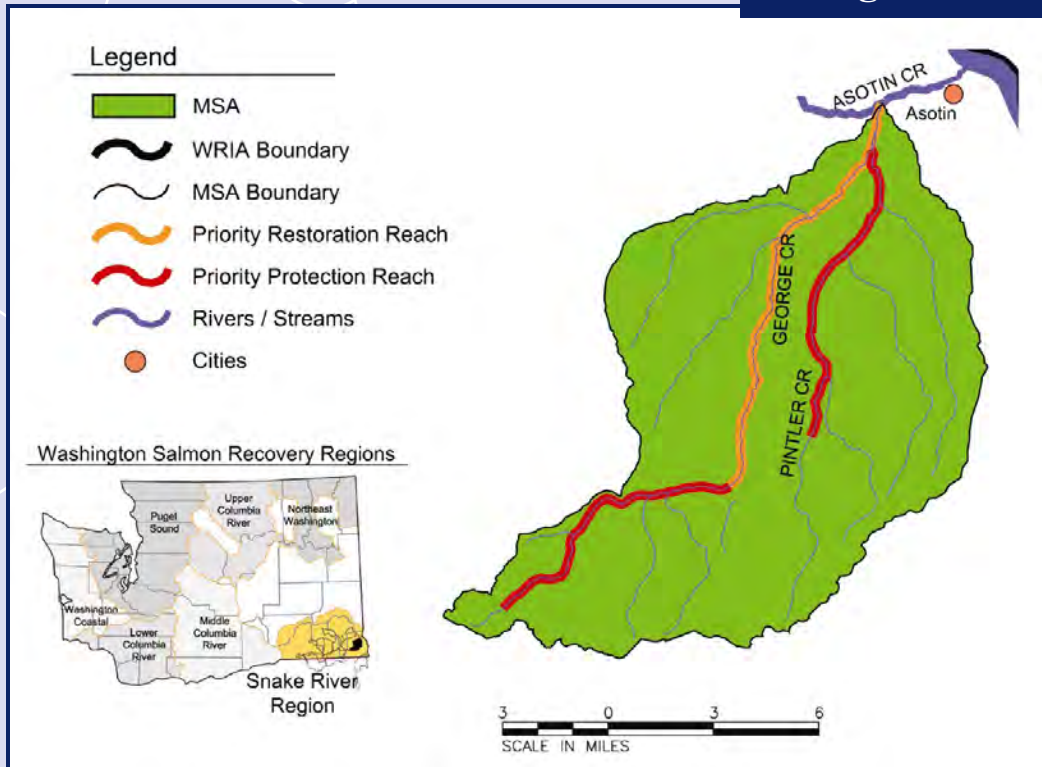 Legend
MSA
WRIA Boundary
MSA Boundary
Priority Restoration Reach
Priority Protection Reach
Rivers / Streams
Cities
ASOTIN CR
Asotin
GEORGE CR
PINTLER CR
Washington Salmon Recovery Regions
Puget
Sound
Upper
Columbia
River
Northeast
Washington
Washington
Coastal
Lower
Columbia
River
Middle
Columbia
River
Snake River
Region
3 0 3 6
SCALE IN MILES